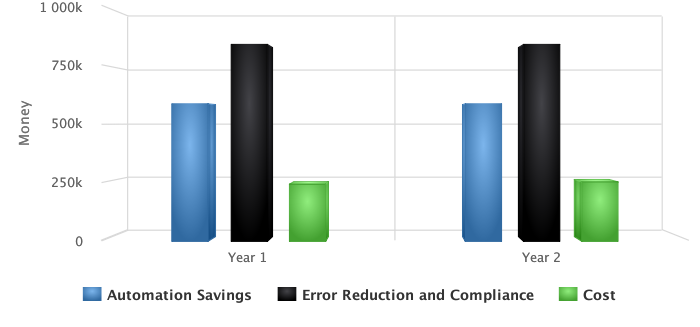 1 000k
750k
500k
250k
0
Money
Year 1
Year 2
Automation Savings
Error Reduction and Compliance
Cost